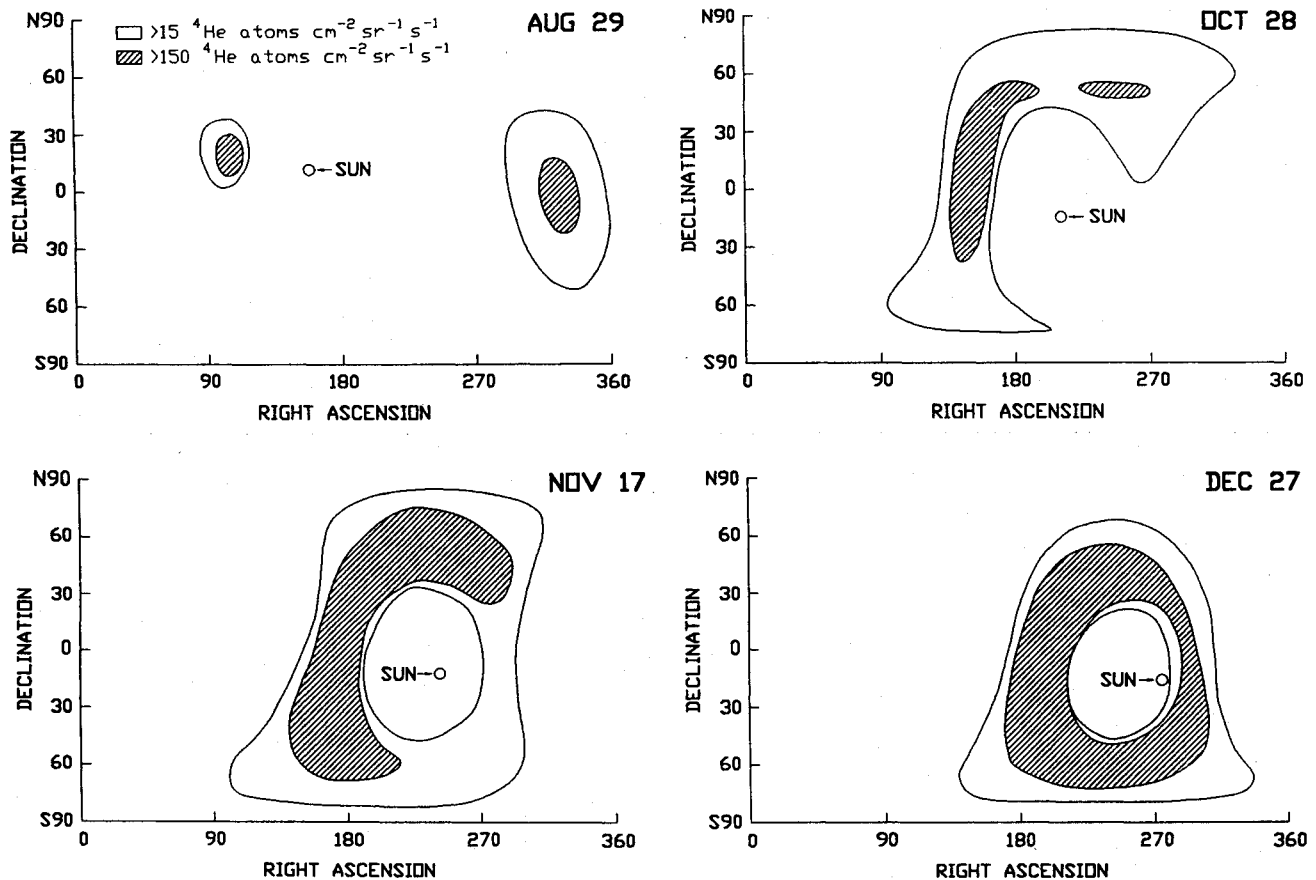 AUG 29
>15 ⁴He atoms cm⁻² sr⁻¹ s⁻¹
>150 ⁴He atoms cm⁻² sr⁻¹ s⁻¹
N90
60
30
0
30
60
S90
DECLINATION
SUN
0 90 180 270 360
RIGHT ASCENSION
OCT 28
N90
60
30
0
30
60
S90
DECLINATION
SUN
0 90 180 270 360
RIGHT ASCENSION
NOV 17
N90
60
30
0
30
60
S90
DECLINATION
SUN
0 90 180 270 360
RIGHT ASCENSION
DEC 27
N90
60
30
0
30
60
S90
DECLINATION
SUN
0 90 180 270 360
RIGHT ASCENSION